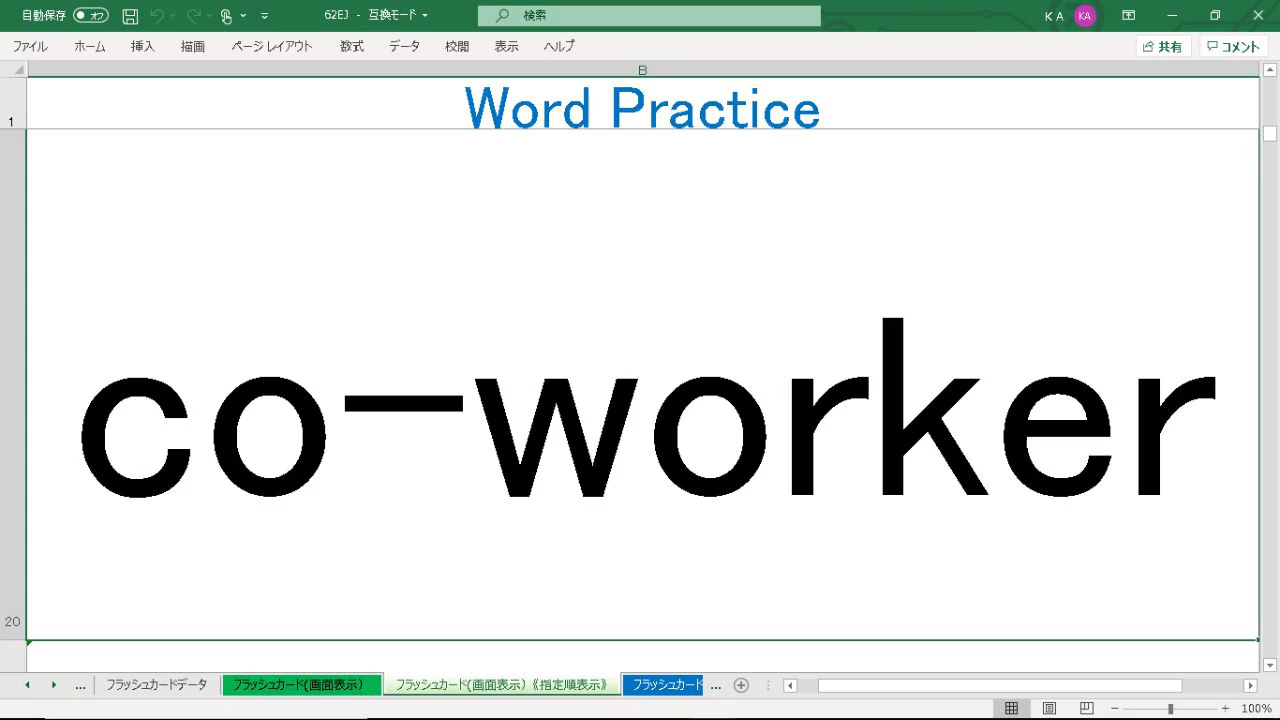 自動保存 オフ 62EJ - 互換モード 検索 K A KA
ファイル ホーム 挿入 描画 ページ レイアウト 数式 データ 校閲 表示 ヘルプ 共有 コメント
B
1 Word Practice
co-worker
20
... フラッシュカードデータ フラッシュカード(画面表示) フラッシュカード(画面表示)《指定順表示》 フラッシュカード ...
100%